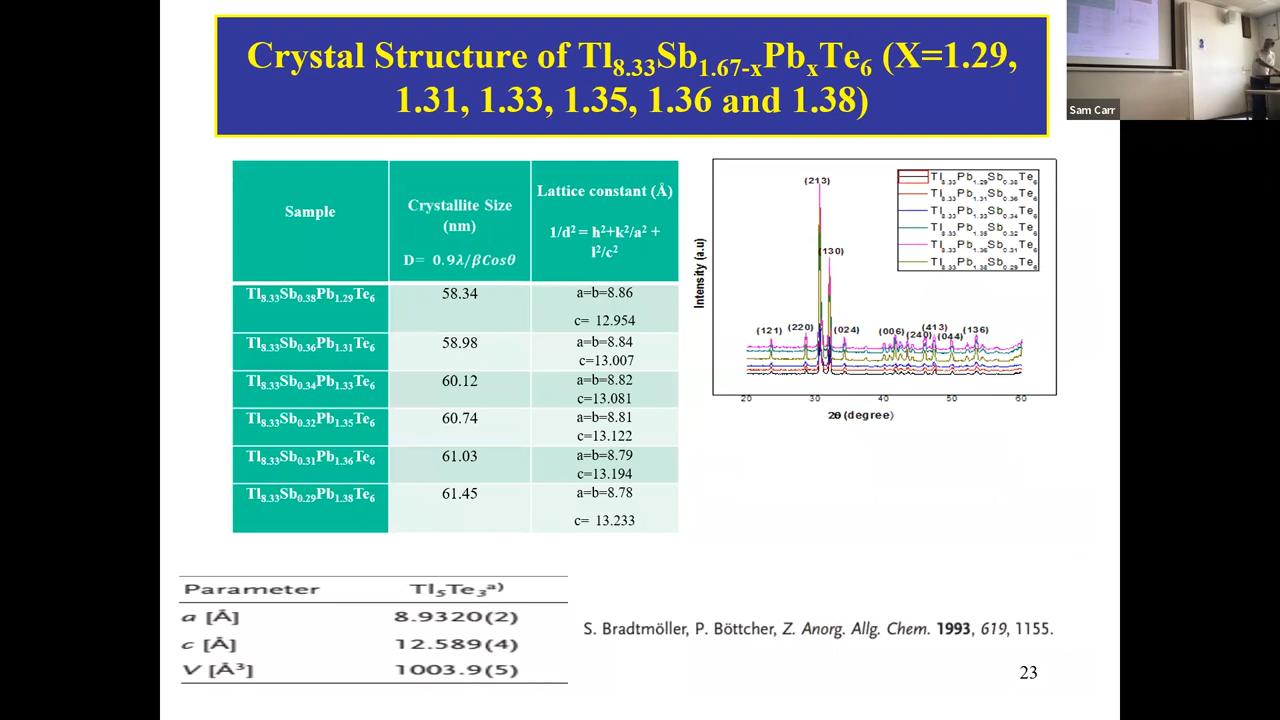 Crystal Structure of Tl8.33Sb1.67-xPbxTe6 (X=1.29,
1.31, 1.33, 1.35, 1.36 and 1.38)
Sam Carr
Sample
Crystallite Size
(nm)
D= 0.9λ/βCosθ
Lattice constant (Å)
1/d² = h²+k²/a² +
l²/c²
Tl8.33Sb0.38Pb1.29Te6
58.34
a=b=8.86
c= 12.954
Tl8.33Sb0.36Pb1.31Te6
58.98
a=b=8.84
c=13.007
Tl8.33Sb0.34Pb1.33Te6
60.12
a=b=8.82
c=13.081
Tl8.33Sb0.32Pb1.35Te6
60.74
a=b=8.81
c=13.122
Tl8.33Sb0.31Pb1.36Te6
61.03
a=b=8.79
c=13.194
Tl8.33Sb0.29Pb1.38Te6
61.45
a=b=8.78
c= 13.233
Intensity (a.u)
(213)
(130)
(121)
(220)
(024)
(006)
(240)
(413)
(044)
(136)
Tl8.33Pb1.29Sb0.38Te6
Tl8.33Pb1.31Sb0.36Te6
Tl8.33Pb1.33Sb0.34Te6
Tl8.33Pb1.35Sb0.32Te6
Tl8.33Pb1.36Sb0.31Te6
Tl8.33Pb1.38Sb0.29Te6
20 30 40 50 60
2θ (degree)
Parameter Tl5Te3 a)
a [Å] 8.9320(2)
c [Å] 12.589(4)
V [Å³] 1003.9(5)
S. Bradtmöller, P. Böttcher, Z. Anorg. Allg. Chem. 1993, 619, 1155.
23